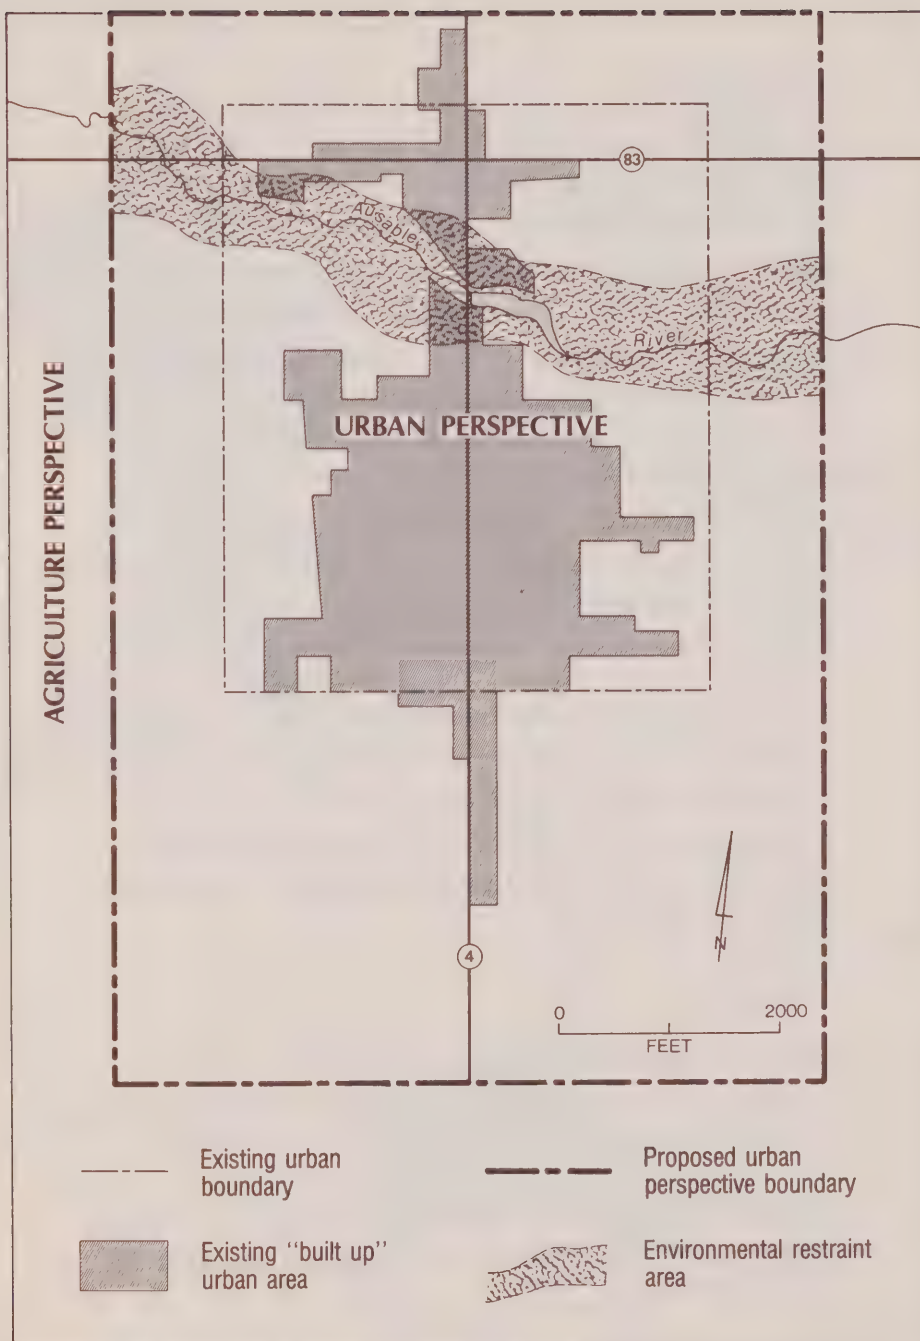 83
Ausable
River
AGRICULTURE PERSPECTIVE
URBAN PERSPECTIVE
N
4
0 2000
FEET
Existing urban
boundary
Proposed urban
perspective boundary
Existing "built up"
urban area
Environmental restraint
area